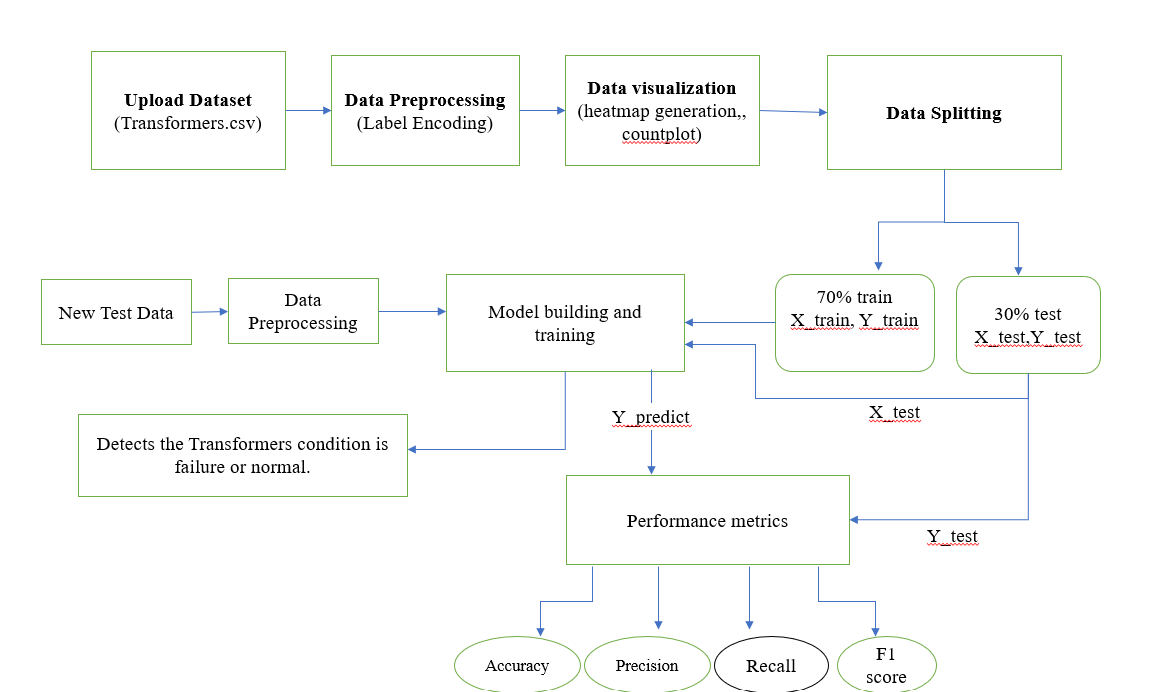 Upload Dataset
(Transformers.csv)
Data Preprocessing
(Label Encoding)
Data visualization
(heatmap generation,,
countplot)
Data Splitting
New Test Data
Data
Preprocessing
Model building and
training
70% train
X_train, Y_train
30% test
X_test,Y_test
X_test
Y_predict
Detects the Transformers condition is
failure or normal.
Performance metrics
Y_test
Accuracy
Precision
Recall
F1
score